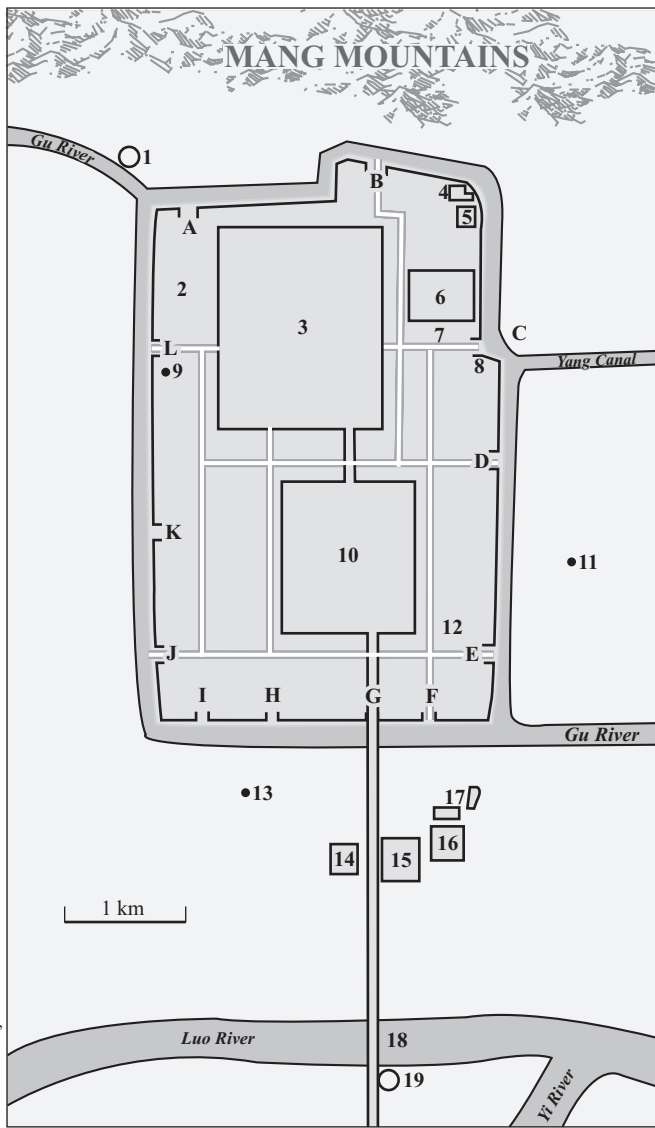 MANG MOUNTAINS
Gu River
1
B
4
5
A
2
3
6
7
C
L
8
Yang Canal
9
D
K
10
11
12
J
E
I
H
G
F
Gu River
13
17
14
15
16
1 km
,
Luo River
18
19
Yi River